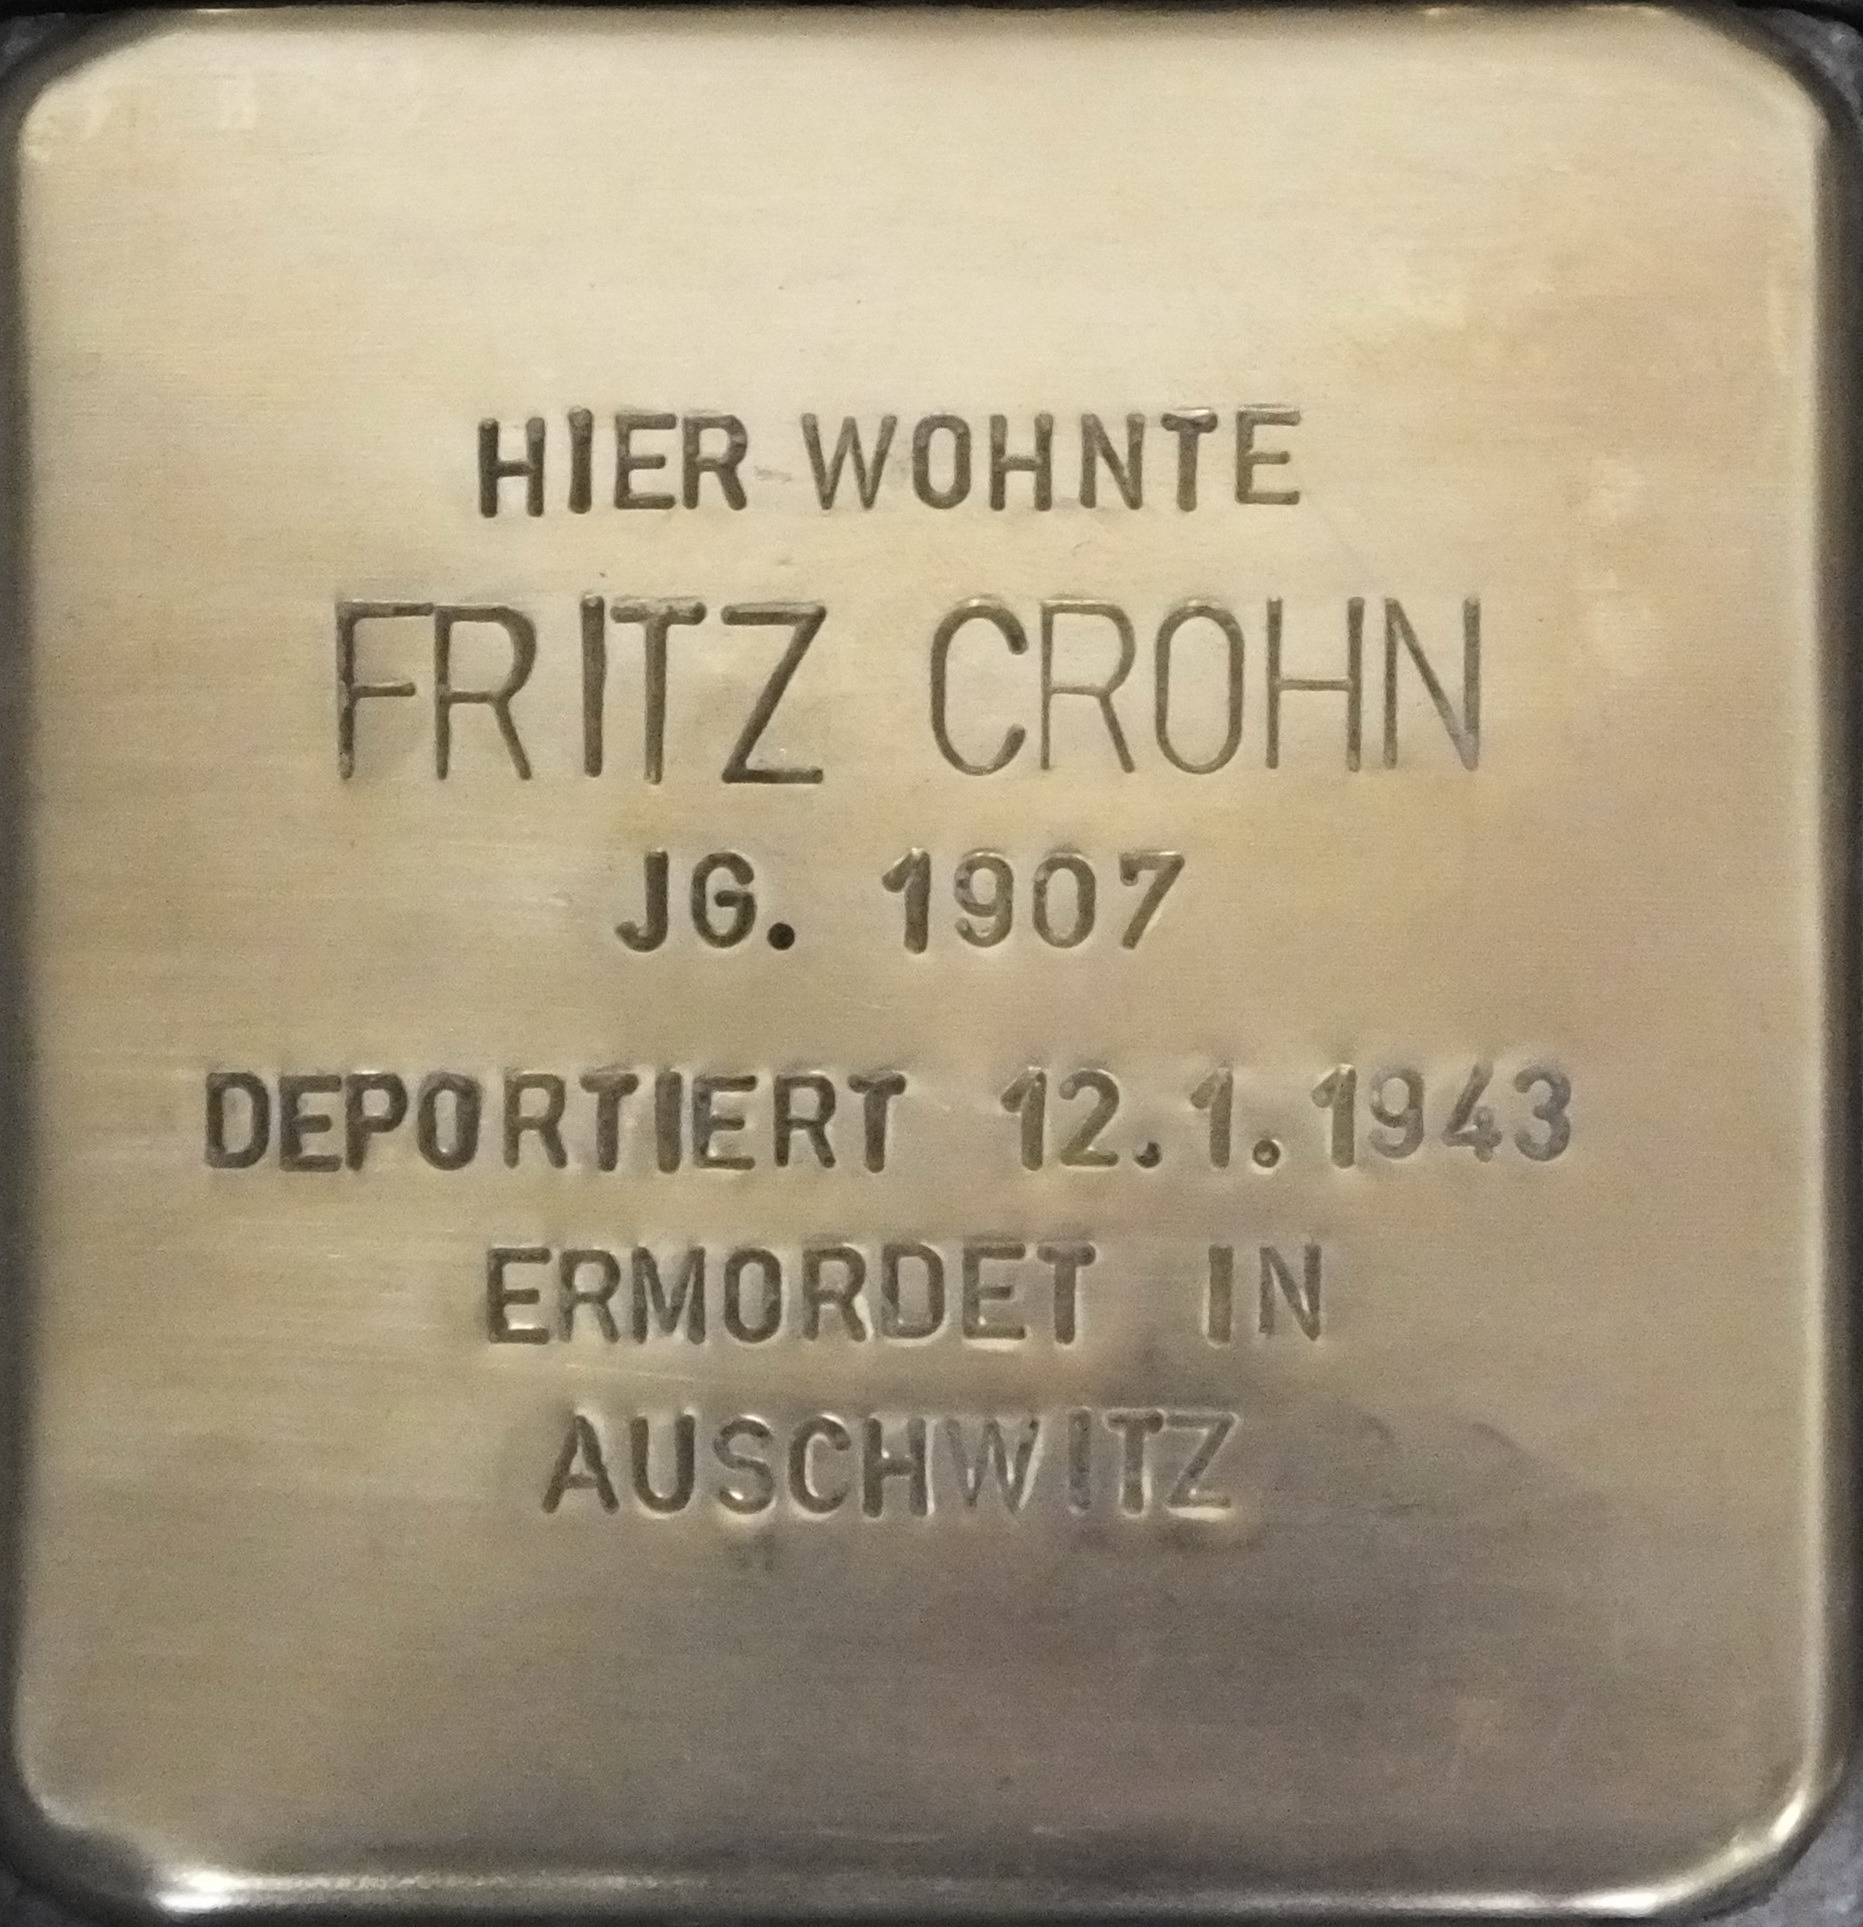 HIER WOHNTE
FRITZ CROHN
JG. 1907
DEPORTIERT 12.1.1943
ERMORDET IN
AUSCHWITZ